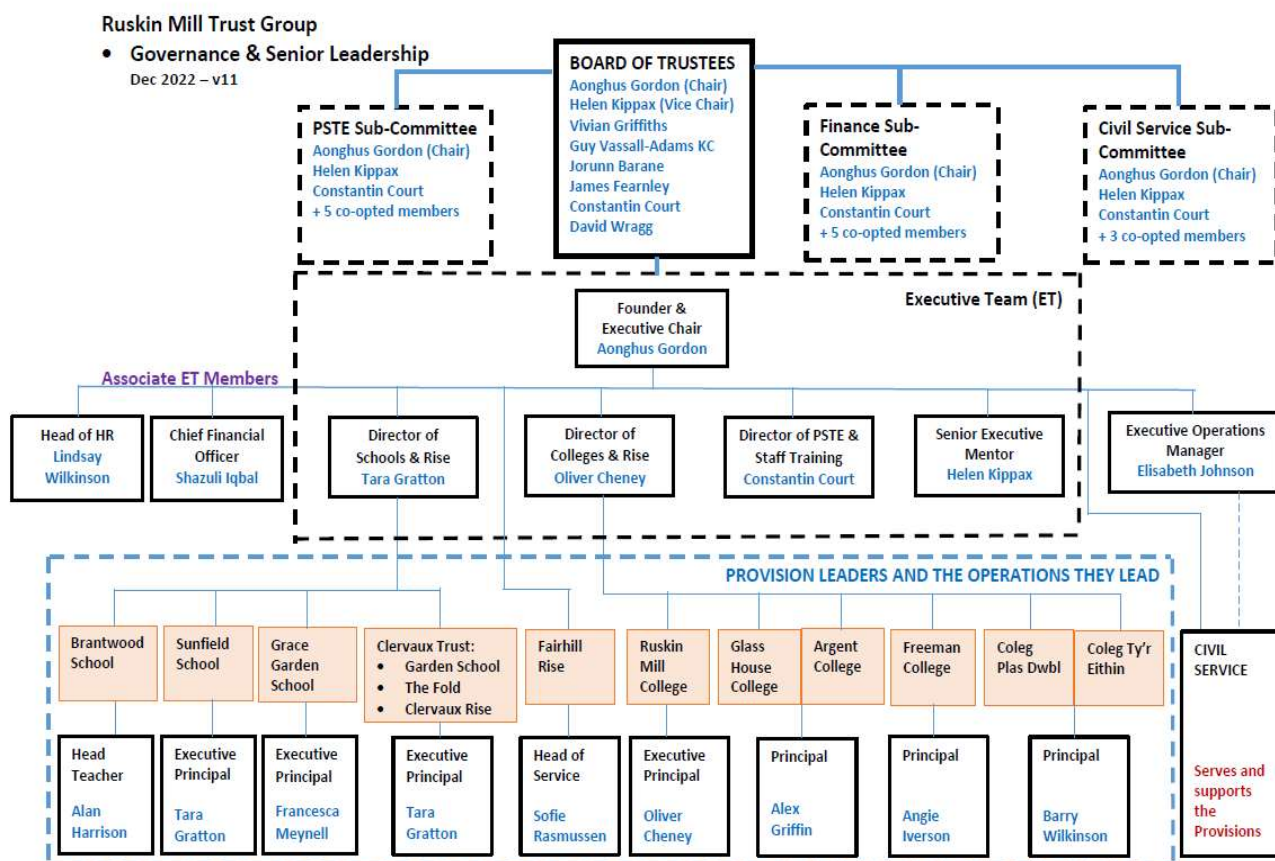 Ruskin Mill Trust Group
• Governance & Senior Leadership
Dec 2022 – v11
BOARD OF TRUSTEES
Aonghus Gordon (Chair)
Helen Kippax (Vice Chair)
Vivian Griffiths
Guy Vassall-Adams KC
Jorunn Barane
James Fearnley
Constantin Court
David Wragg
PSTE Sub-Committee
Aonghus Gordon (Chair)
Helen Kippax
Constantin Court
+ 5 co-opted members
Finance Sub-
Committee
Aonghus Gordon (Chair)
Helen Kippax
Constantin Court
+ 5 co-opted members
Civil Service Sub-
Committee
Aonghus Gordon (Chair)
Helen Kippax
Constantin Court
+ 3 co-opted members
Executive Team (ET)
Founder &
Executive Chair
Aonghus Gordon
Associate ET Members
Head of HR
Lindsay
Wilkinson
Chief Financial
Officer
Shazuli Iqbal
Director of
Schools & Rise
Tara Gratton
Director of
Colleges & Rise
Oliver Cheney
Director of PSTE &
Staff Training
Constantin Court
Senior Executive
Mentor
Helen Kippax
Executive Operations
Manager
Elisabeth Johnson
PROVISION LEADERS AND THE OPERATIONS THEY LEAD
Brantwood
School
Sunfield
School
Grace
Garden
School
Clervaux Trust:
• Garden School
• The Fold
• Clervaux Rise
Fairhill
Rise
Ruskin
Mill
College
Glass
House
College
Argent
College
Freeman
College
Coleg
Plas Dwbl
Coleg Ty'r
Eithin
CIVIL
SERVICE
Serves and
supports
the
Provisions
Head
Teacher
Alan
Harrison
Executive
Principal
Tara
Gratton
Executive
Principal
Francesca
Meynell
Executive
Principal
Tara
Gratton
Head of
Service
Sofie
Rasmussen
Executive
Principal
Oliver
Cheney
Principal
Alex
Griffin
Principal
Angie
Iverson
Principal
Barry
Wilkinson